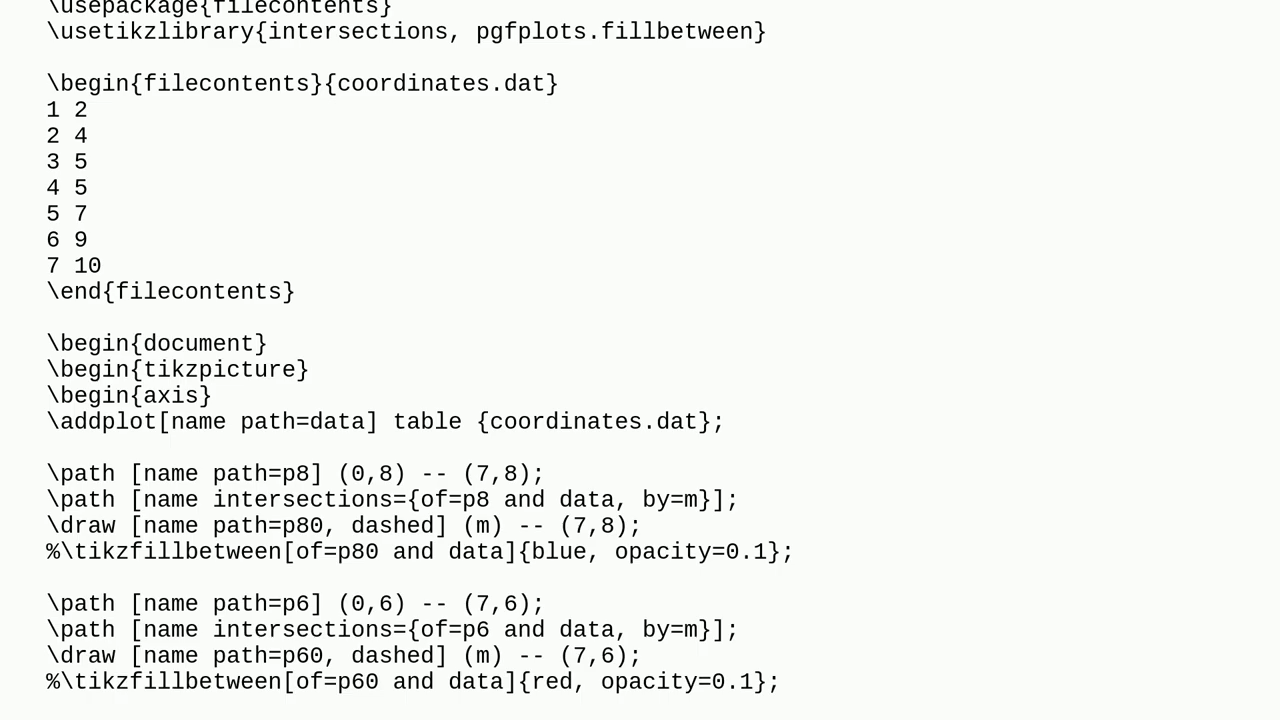 \usepackage{filecontents}
\usetikzlibrary{intersections, pgfplots.fillbetween}
\begin{filecontents}{coordinates.dat}
1 2
2 4
3 5
4 5
5 7
6 9
7 10
\end{filecontents}
\begin{document}
\begin{tikzpicture}
\begin{axis}
\addplot[name path=data] table {coordinates.dat};
\path [name path=p8] (0,8) -- (7,8);
\path [name intersections={of=p8 and data, by=m}];
\draw [name path=p80, dashed] (m) -- (7,8);
%\tikzfillbetween[of=p80 and data]{blue, opacity=0.1};
\path [name path=p6] (0,6) -- (7,6);
\path [name intersections={of=p6 and data, by=m}];
\draw [name path=p60, dashed] (m) -- (7,6);
%\tikzfillbetween[of=p60 and data]{red, opacity=0.1};